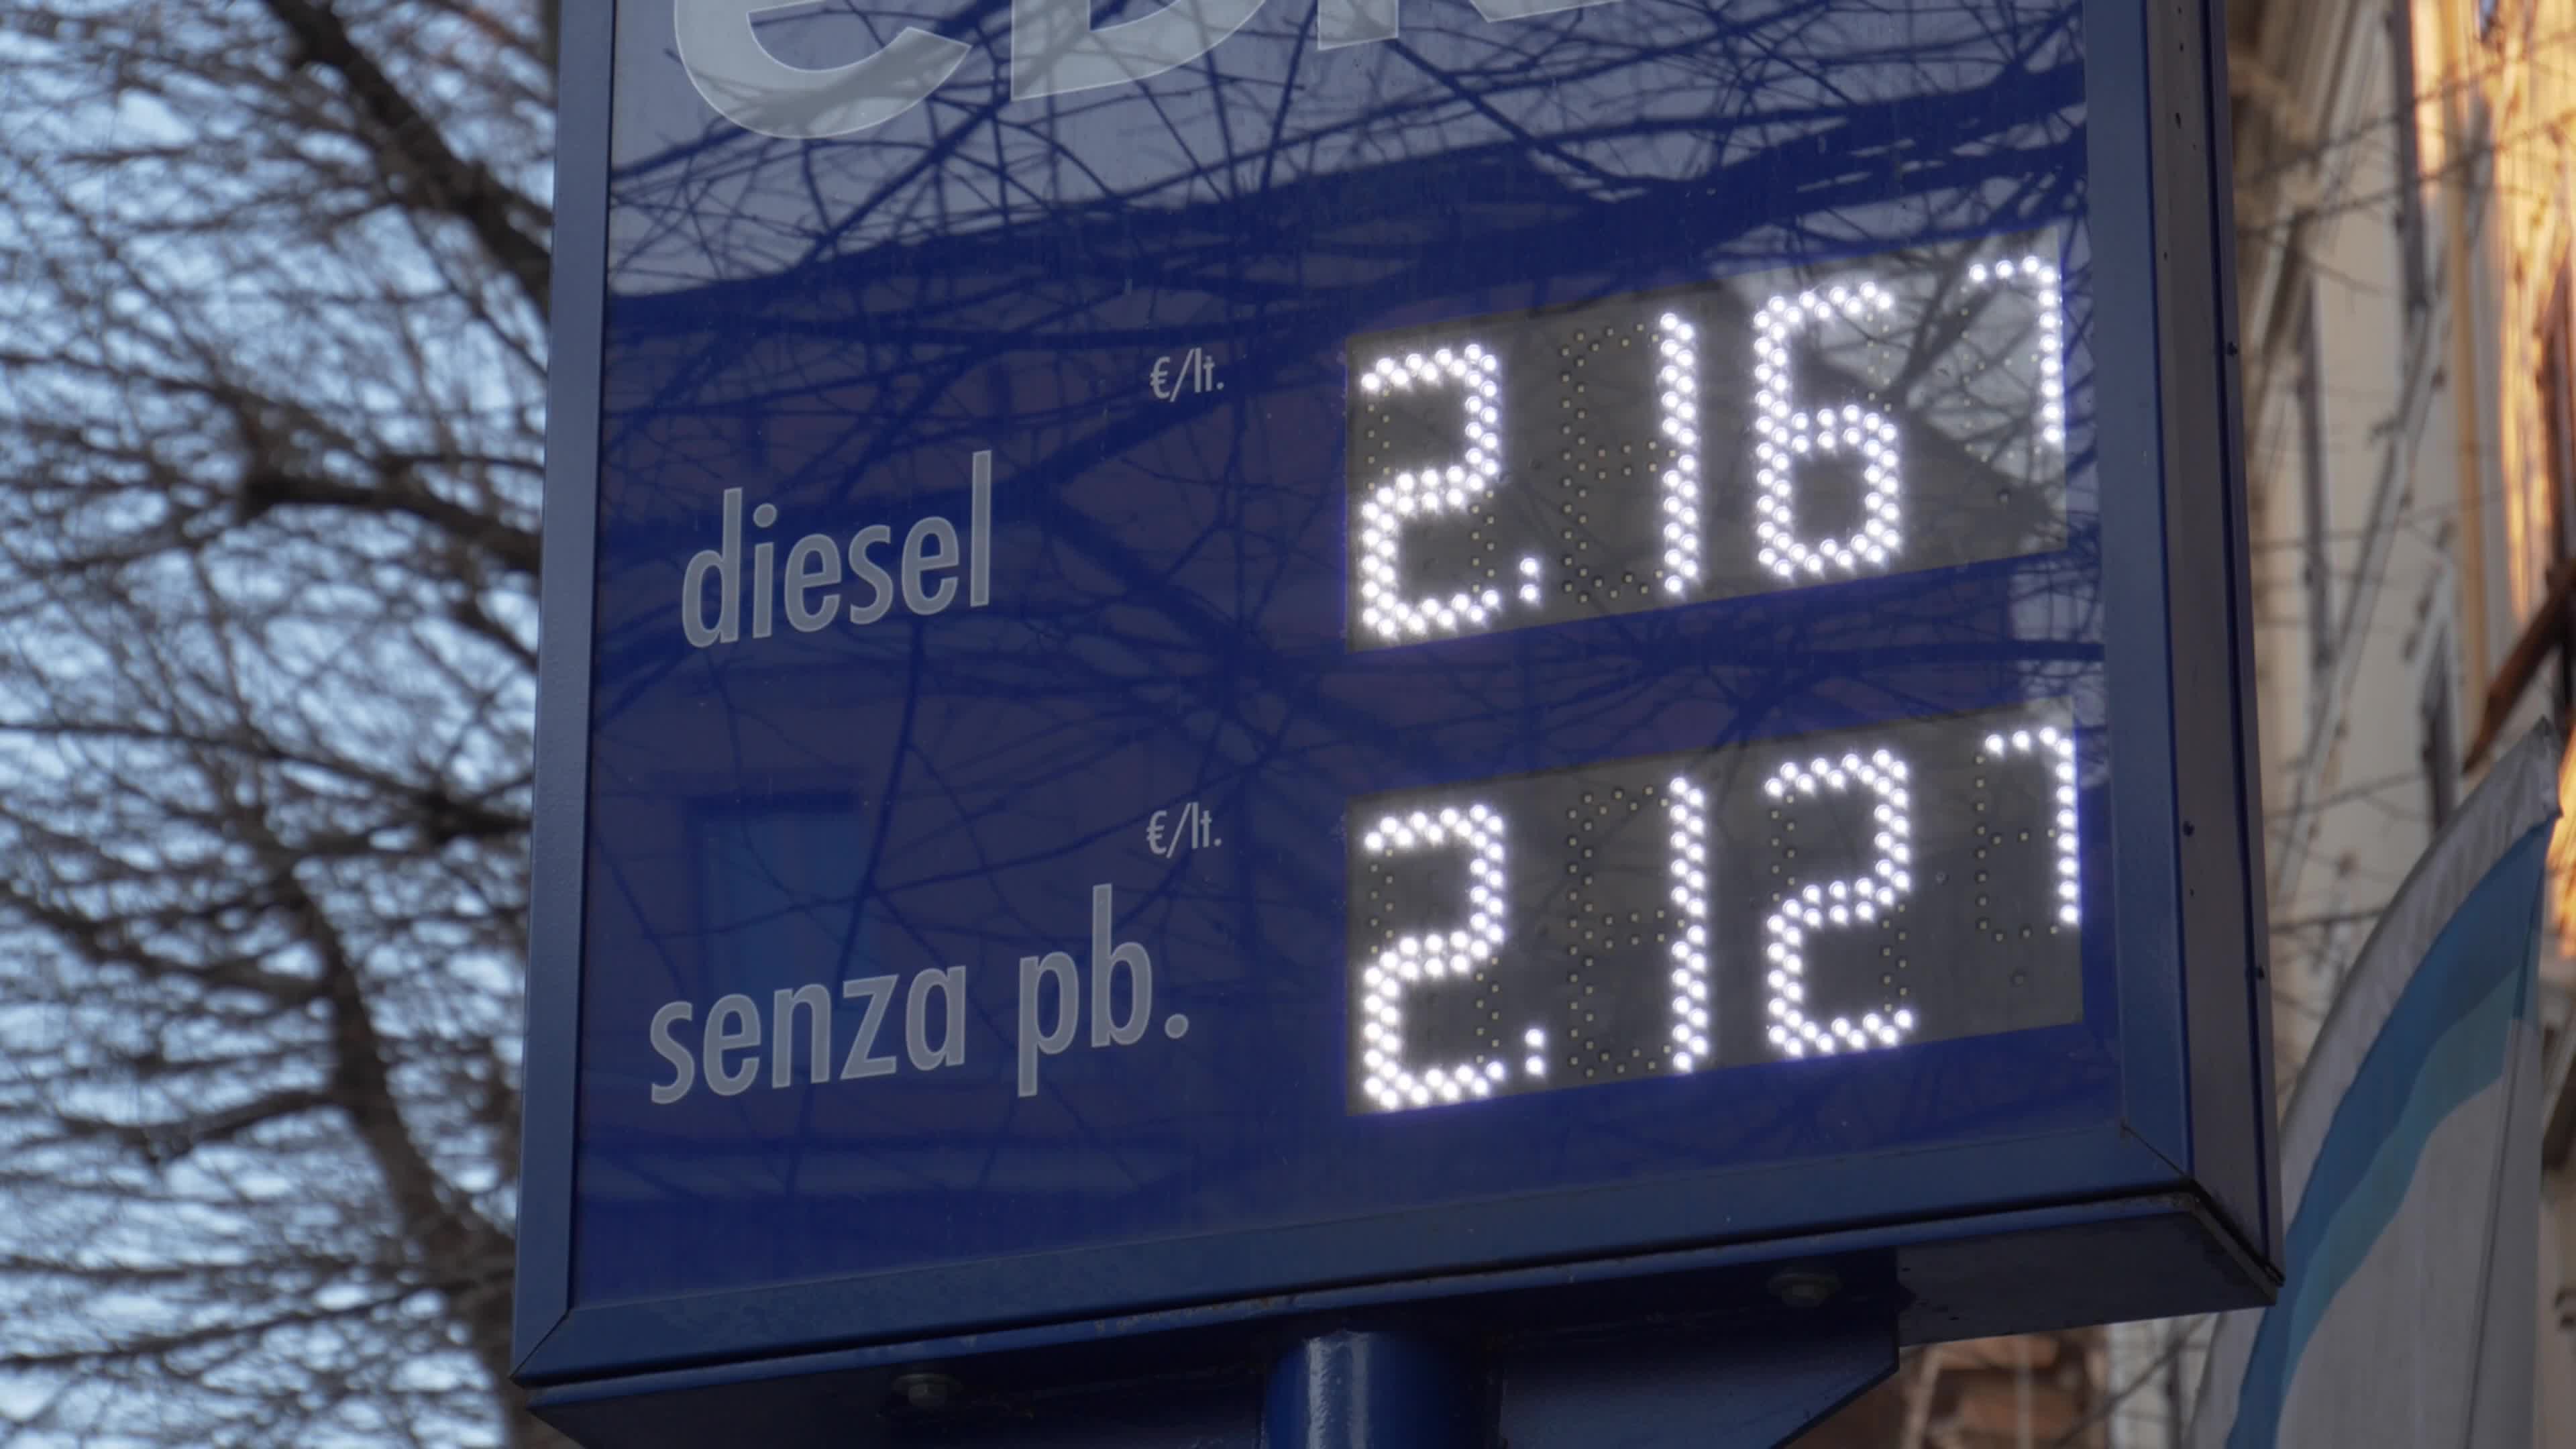 €/lt.
diesel 2.167
€/lt.
senza pb. 2.127